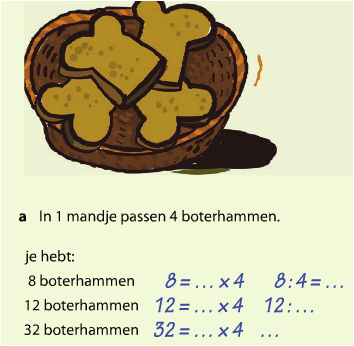 a In 1 mandje passen 4 boterhammen.
je hebt:
8 boterhammen 8 = ... x 4 8 : 4 = ...
12 boterhammen 12 = ... x 4 12 : ...
32 boterhammen 32 = ... x 4 ...